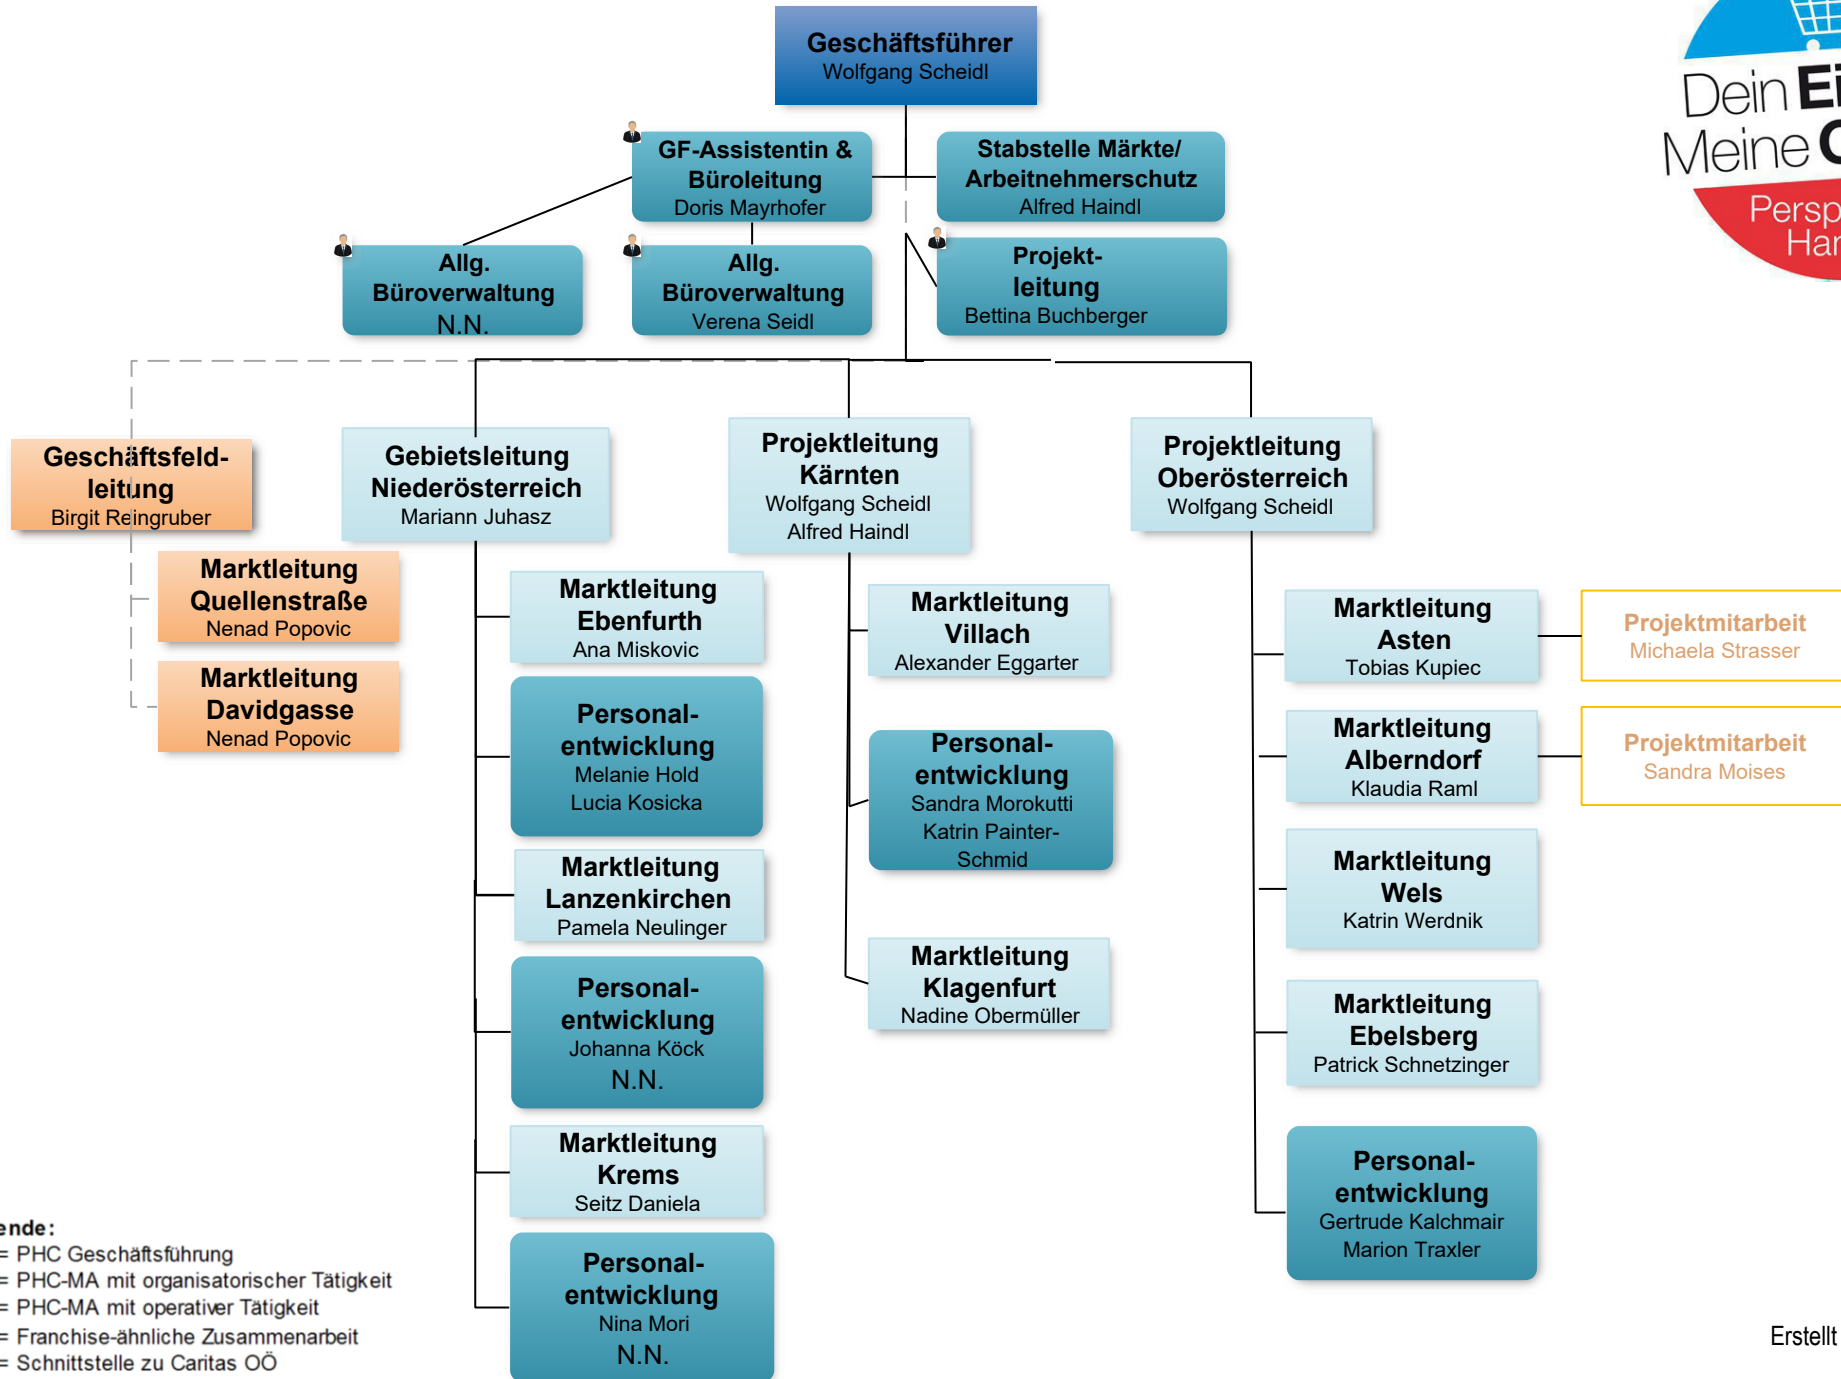 Geschäftsführer
Wolfgang Scheidl
Dein
Meine
GF-Assistentin &
Büroleitung
Doris Mayrhofer
Stabstelle Märkte/
Arbeitnehmerschutz
Alfred Haindl
Allg.
Büroverwaltung
N.N.
Allg.
Büroverwaltung
Verena Seidl
Projekt-
leitung
Bettina Buchberger
Geschäftsfeld-
leitung
Birgit Reingruber
Marktleitung
Quellenstraße
Nenad Popovic
Marktleitung
Davidgasse
Nenad Popovic
Gebietsleitung
Niederösterreich
Mariann Juhasz
Marktleitung
Ebenfurth
Ana Miskovic
Personal-
entwicklung
Melanie Hold
Lucia Kosicka
Marktleitung
Lanzenkirchen
Pamela Neulinger
Personal-
entwicklung
Johanna Köck
N.N.
Marktleitung
Krems
Seitz Daniela
Personal-
entwicklung
Nina Mori
N.N.
Projektleitung
Kärnten
Wolfgang Scheidl
Alfred Haindl
Marktleitung
Villach
Alexander Eggarter
Personal-
entwicklung
Sandra Morokutti
Katrin Painter-
Schmid
Marktleitung
Klagenfurt
Nadine Obermüller
Projektleitung
Oberösterreich
Wolfgang Scheidl
Marktleitung
Asten
Tobias Kupiec
Projektmitarbeit
Michaela Strasser
Marktleitung
Alberndorf
Klaudia Raml
Projektmitarbeit
Sandra Moises
Marktleitung
Wels
Katrin Werdnik
Marktleitung
Ebelsberg
Patrick Schnetzinger
Personal-
entwicklung
Gertrude Kalchmair
Marion Traxler
ende:
= PHC Geschäftsführung
= PHC-MA mit organisatorischer Tätigkeit
= PHC-MA mit operativer Tätigkeit
= Franchise-ähnliche Zusammenarbeit
= Schnittstelle zu Caritas OÖ
Erstellt